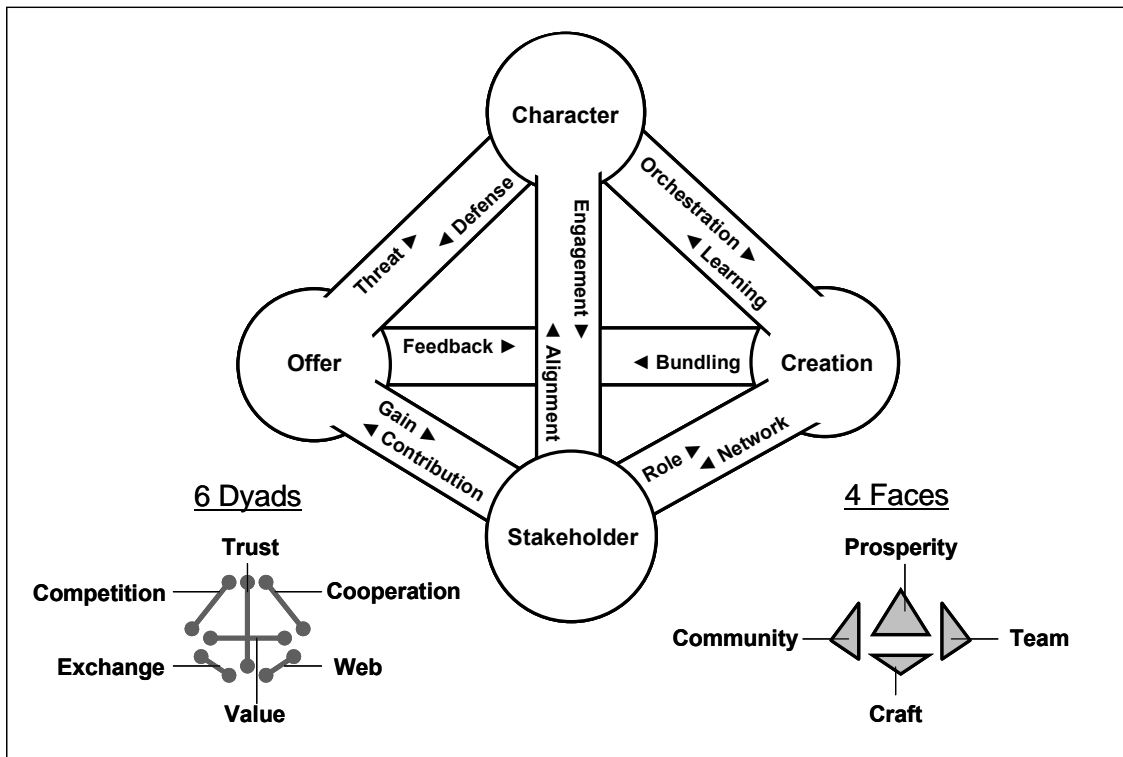 Character
Orchestration ►
◄ Learning
◄ Defense
Threat ►
Engagement ►
◄ Alignment
Offer
Feedback ►
◄ Bundling
Creation
Gain ►
◄ Contribution
Role ►
◄ Network
Stakeholder
6 Dyads
Trust
Competition
Cooperation
Exchange
Web
Value
4 Faces
Prosperity
Community
Team
Craft